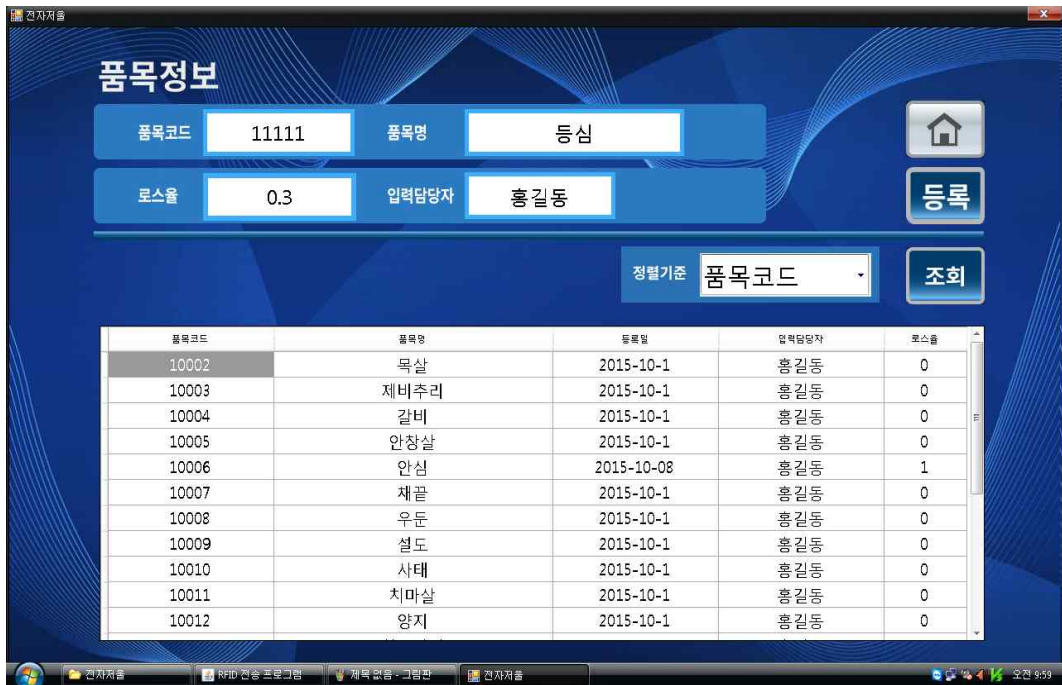 전자저울
품목정보
품목코드 11111 품목명 등심
로스율 0.3 입력담당자 홍길동
등록
정렬기준 품목코드 조회
품목코드 품목명 등록일 입력담당자 로스율
10002 목살 2015-10-1 홍길동 0
10003 제비추리 2015-10-1 홍길동 0
10004 갈비 2015-10-1 홍길동 0
10005 안창살 2015-10-1 홍길동 0
10006 안심 2015-10-08 홍길동 1
10007 채끝 2015-10-1 홍길동 0
10008 우둔 2015-10-1 홍길동 0
10009 설도 2015-10-1 홍길동 0
10010 사태 2015-10-1 홍길동 0
10011 치마살 2015-10-1 홍길동 0
10012 양지 2015-10-1 홍길동 0
전자저울 RFID 전송 프로그램 제목 없음 - 그림판 전자저울 오전 9:59